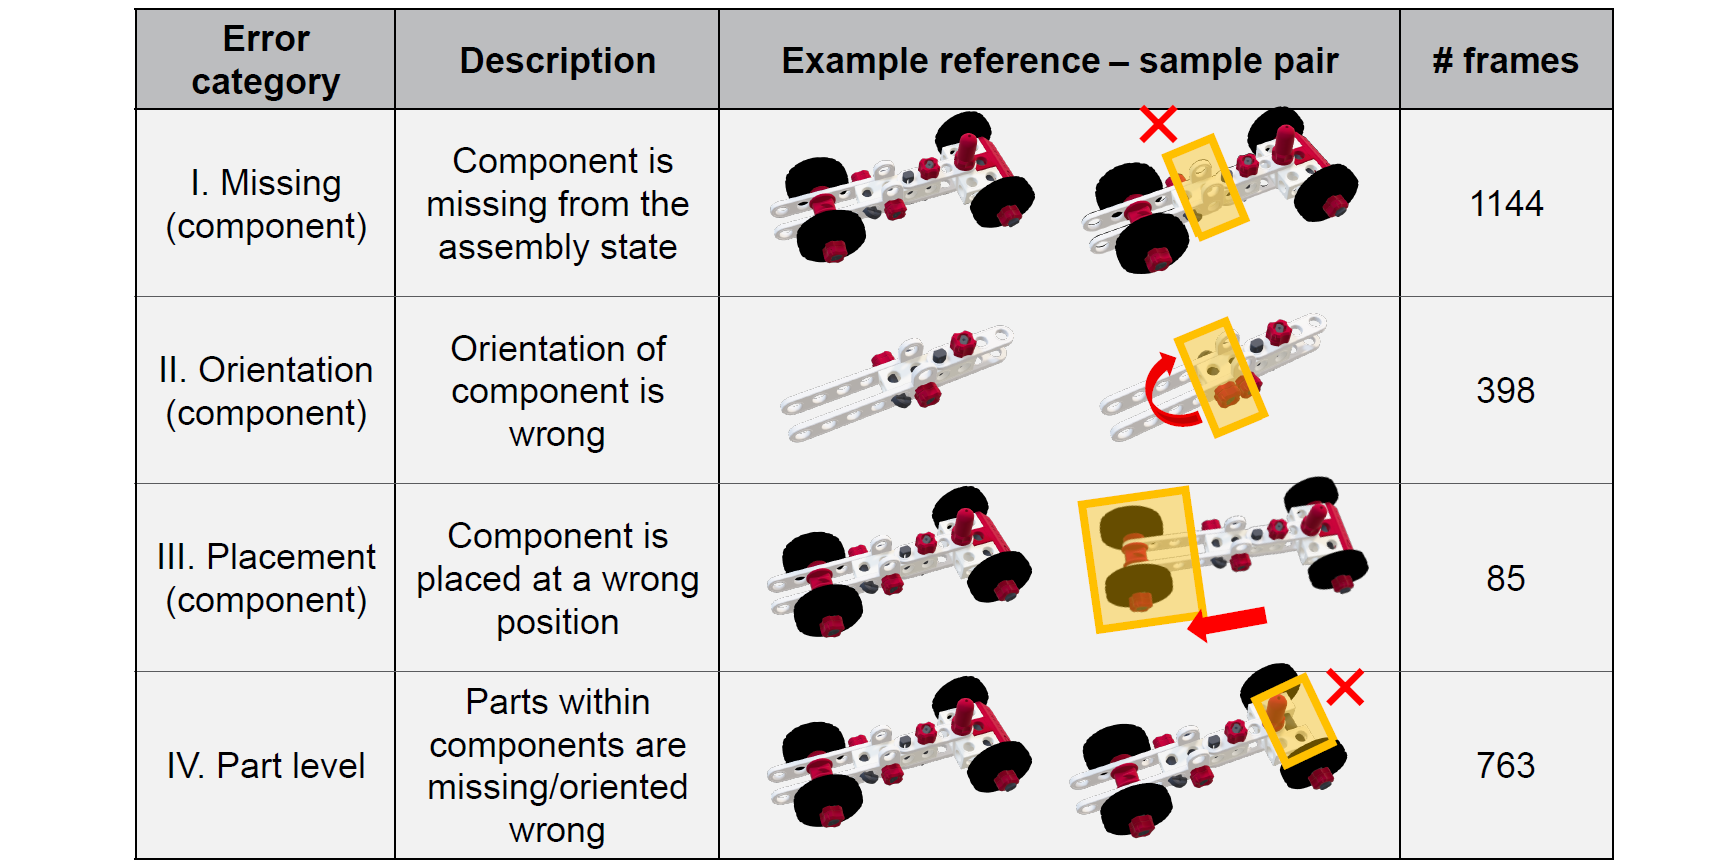 Error
category
Description
Example reference – sample pair
# frames
I. Missing
(component)
Component is
missing from the
assembly state
1144
II. Orientation
(component)
Orientation of
component is
wrong
398
III. Placement
(component)
Component is
placed at a wrong
position
85
IV. Part level
Parts within
components are
missing/oriented
wrong
763